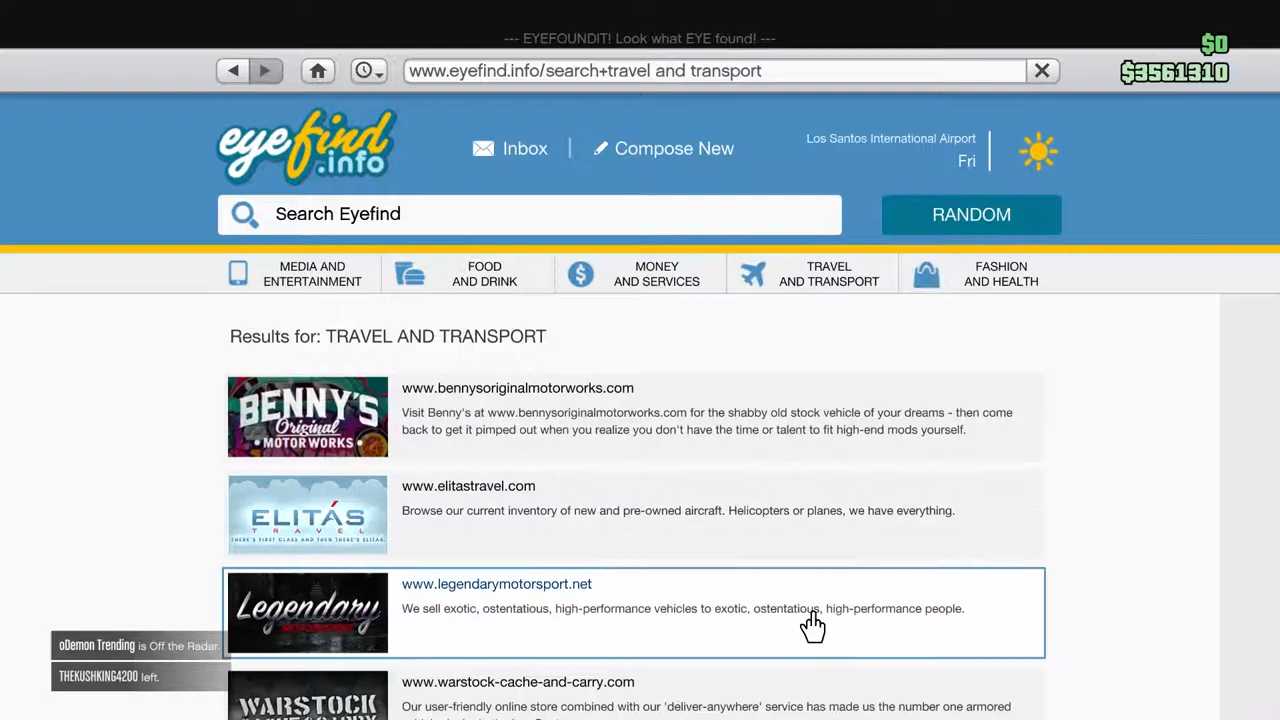 --- EYEFOUNDIT! Look what EYE found! ---
$0
www.eyefind.info/search+travel and transport
$3561310
eyefind.info
Inbox
Compose New
Los Santos International Airport
Fri
Search Eyefind
RANDOM
MEDIA AND ENTERTAINMENT
FOOD AND DRINK
MONEY AND SERVICES
TRAVEL AND TRANSPORT
FASHION AND HEALTH
Results for: TRAVEL AND TRANSPORT
BENNY'S
Original
MOTOR WORKS
www.bennysoriginalmotorworks.com
Visit Benny's at www.bennysoriginalmotorworks.com for the shabby old stock vehicle of your dreams - then come
back to get it pimped out when you realize you don't have the time or talent to fit high-end mods yourself.
ELITÁS
TRAVEL
THERE'S FIRST CLASS AND THEN THERE'S ELITAS
www.elitastravel.com
Browse our current inventory of new and pre-owned aircraft. Helicopters or planes, we have everything.
Legendary
MOTORSPORT
www.legendarymotorsport.net
We sell exotic, ostentatious, high-performance vehicles to exotic, ostentatious, high-performance people.
oDemon Trending is Off the Radar.
THEKUSHKING4200 left.
WARSTOCK
www.warstock-cache-and-carry.com
Our user-friendly online store combined with our 'deliver-anywhere' service has made us the number one armored